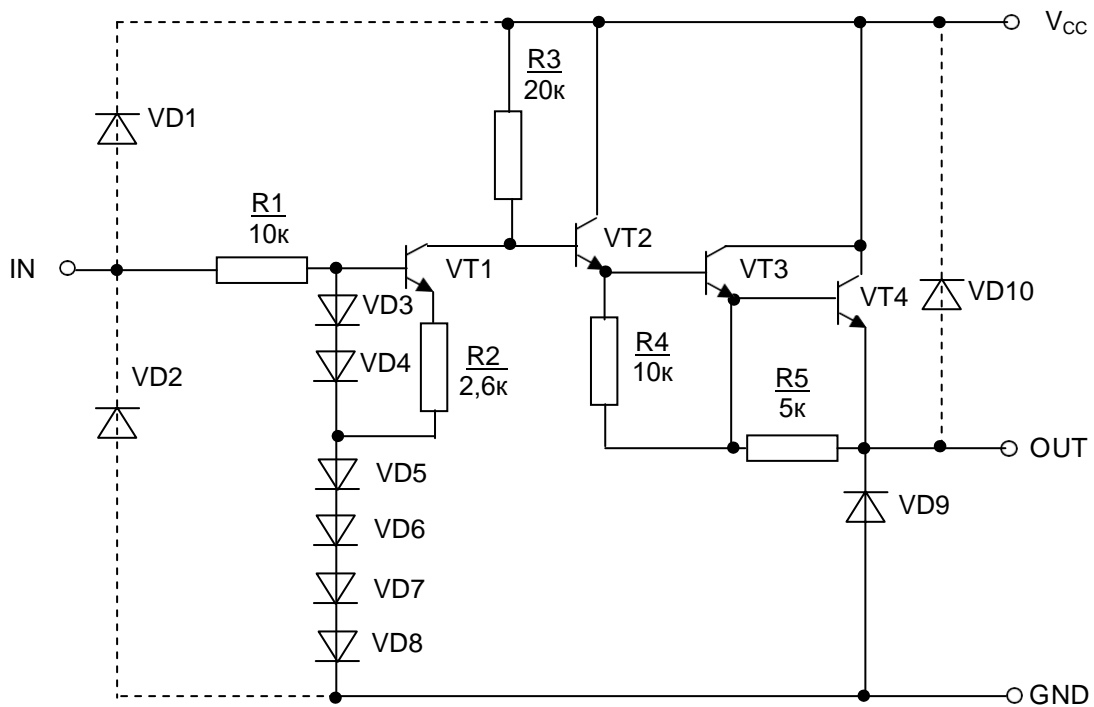 V_CC
R3
20к
VD1
R1
10к
IN
VT1
VT2
VT3
VT4
VD10
VD3
VD4
R2
2,6к
R4
10к
VD2
R5
5к
OUT
VD5
VD9
VD6
VD7
VD8
GND